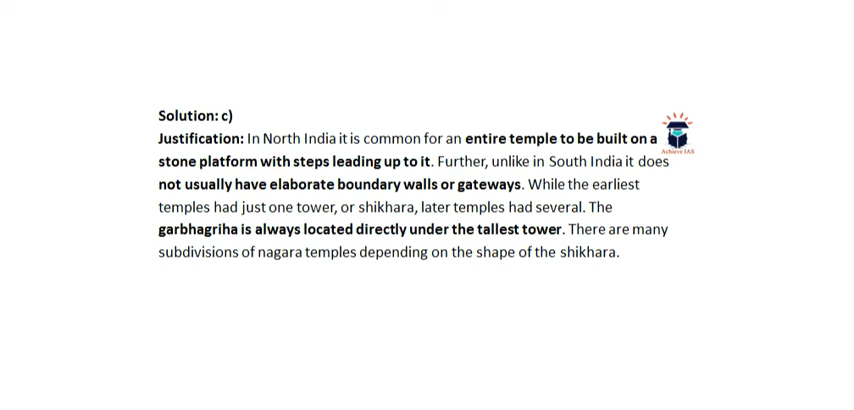 Solution: c)
Justification: In North India it is common for an entire temple to be built on a
stone platform with steps leading up to it. Further, unlike in South India it does
not usually have elaborate boundary walls or gateways. While the earliest
temples had just one tower, or shikhara, later temples had several. The
garbhagriha is always located directly under the tallest tower. There are many
subdivisions of nagara temples depending on the shape of the shikhara.
Achieve IAS